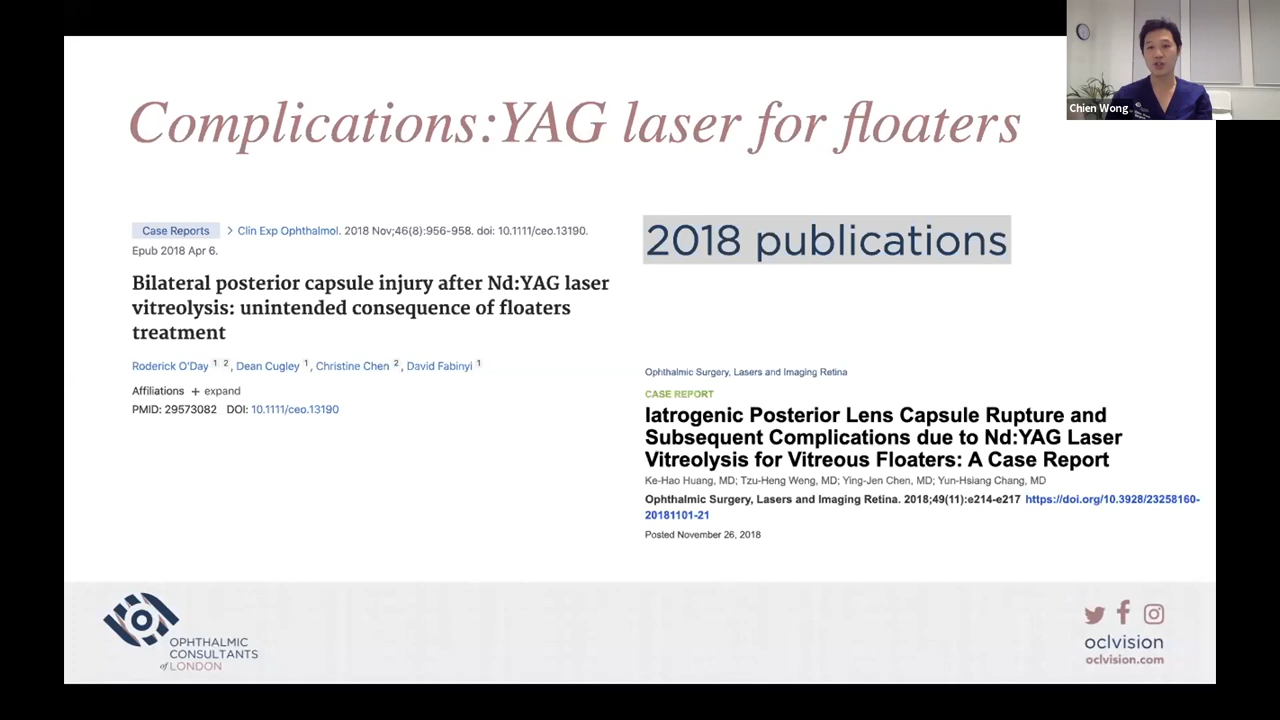 Complications:YAG laser for floaters
Chien Wong
Case Reports > Clin Exp Ophthalmol. 2018 Nov;46(8):956-958. doi: 10.1111/ceo.13190.
Epub 2018 Apr 6.
Bilateral posterior capsule injury after Nd:YAG laser
vitreolysis: unintended consequence of floaters
treatment
Roderick O'Day 1 2, Dean Cugley 1, Christine Chen 2, David Fabinyi 1
Affiliations + expand
PMID: 29573082 DOI: 10.1111/ceo.13190
2018 publications
Ophthalmic Surgery, Lasers and Imaging Retina
CASE REPORT
Iatrogenic Posterior Lens Capsule Rupture and
Subsequent Complications due to Nd:YAG Laser
Vitreolysis for Vitreous Floaters: A Case Report
Ke-Hao Huang, MD; Tzu-Heng Weng, MD; Ying-Jen Chen, MD; Yun-Hsiang Chang, MD
Ophthalmic Surgery, Lasers and Imaging Retina. 2018;49(11):e214-e217 https://doi.org/10.3928/23258160-
20181101-21
Posted November 26, 2018
OPHTHALMIC
CONSULTANTS
of LONDON
oclvision
oclvision.com